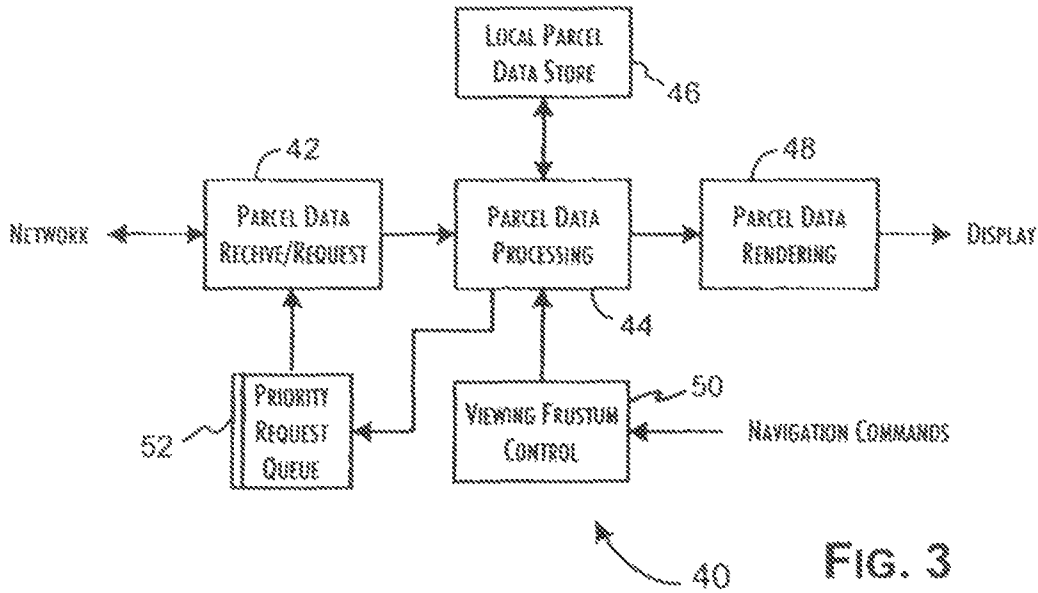 LOCAL PARCEL
DATA STORE
46
42
48
NETWORK
PARCEL DATA
RECEIVE/REQUEST
PARCEL DATA
PROCESSING
PARCEL DATA
RENDERING
DISPLAY
44
PRIORITY
REQUEST
QUEUE
52
VIEWING FRUSTUM
CONTROL
50
NAVIGATION COMMANDS
40
FIG. 3